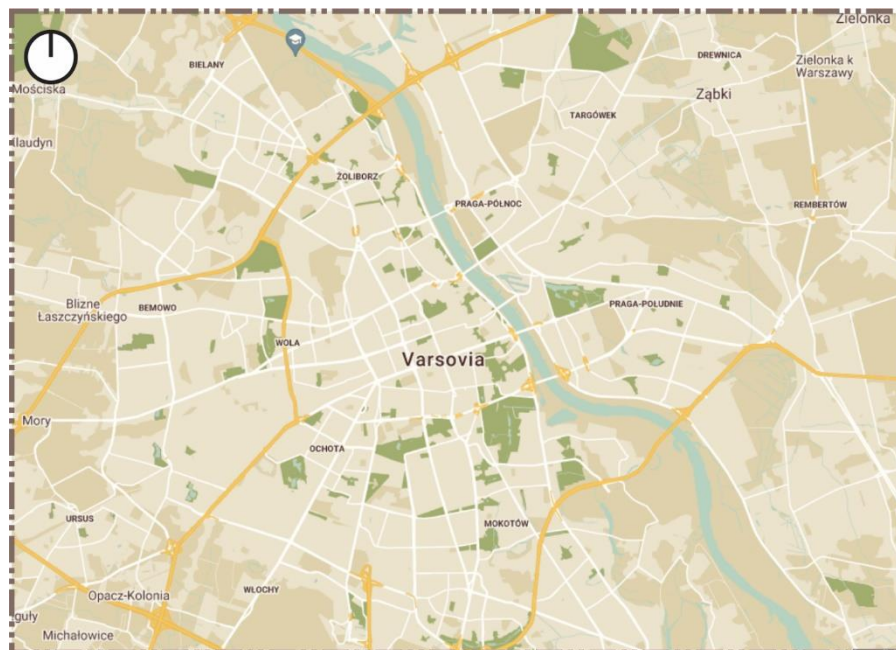 Zielonka
BIELANY
DREWNICA
Zielonka k
Warszawy
Mościska
Ząbki
TARGÓWEK
ŻOLIBORZ
PRAGA-PÓŁNOC
REMBERTÓW
Blizne
Łaszczyńskiego
BEMOWO
PRAGA-POŁUDNIE
WOLA
Varsovia
Mory
OCHOTA
URSUS
MOKOTÓW
WŁOCHY
Opacz-Kolonia
guły
Michałowice